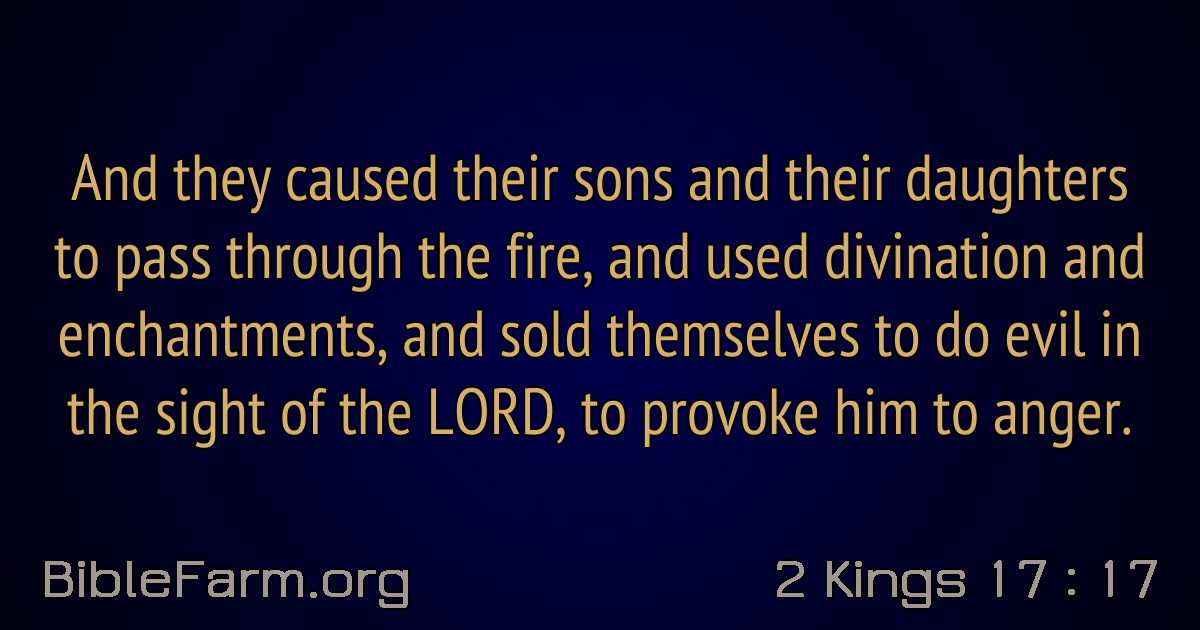 And they caused their sons and their daughters
to pass through the fire, and used divination and
enchantments, and sold themselves to do evil in
the sight of the LORD, to provoke him to anger.
BibleFarm.org
2 Kings 17 : 17